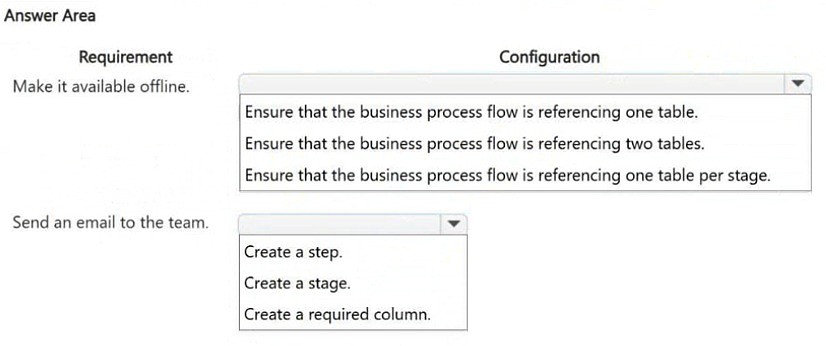 Answer Area
Requirement Configuration
Make it available offline.
Ensure that the business process flow is referencing one table.
Ensure that the business process flow is referencing two tables.
Ensure that the business process flow is referencing one table per stage.
Send an email to the team.
Create a step.
Create a stage.
Create a required column.